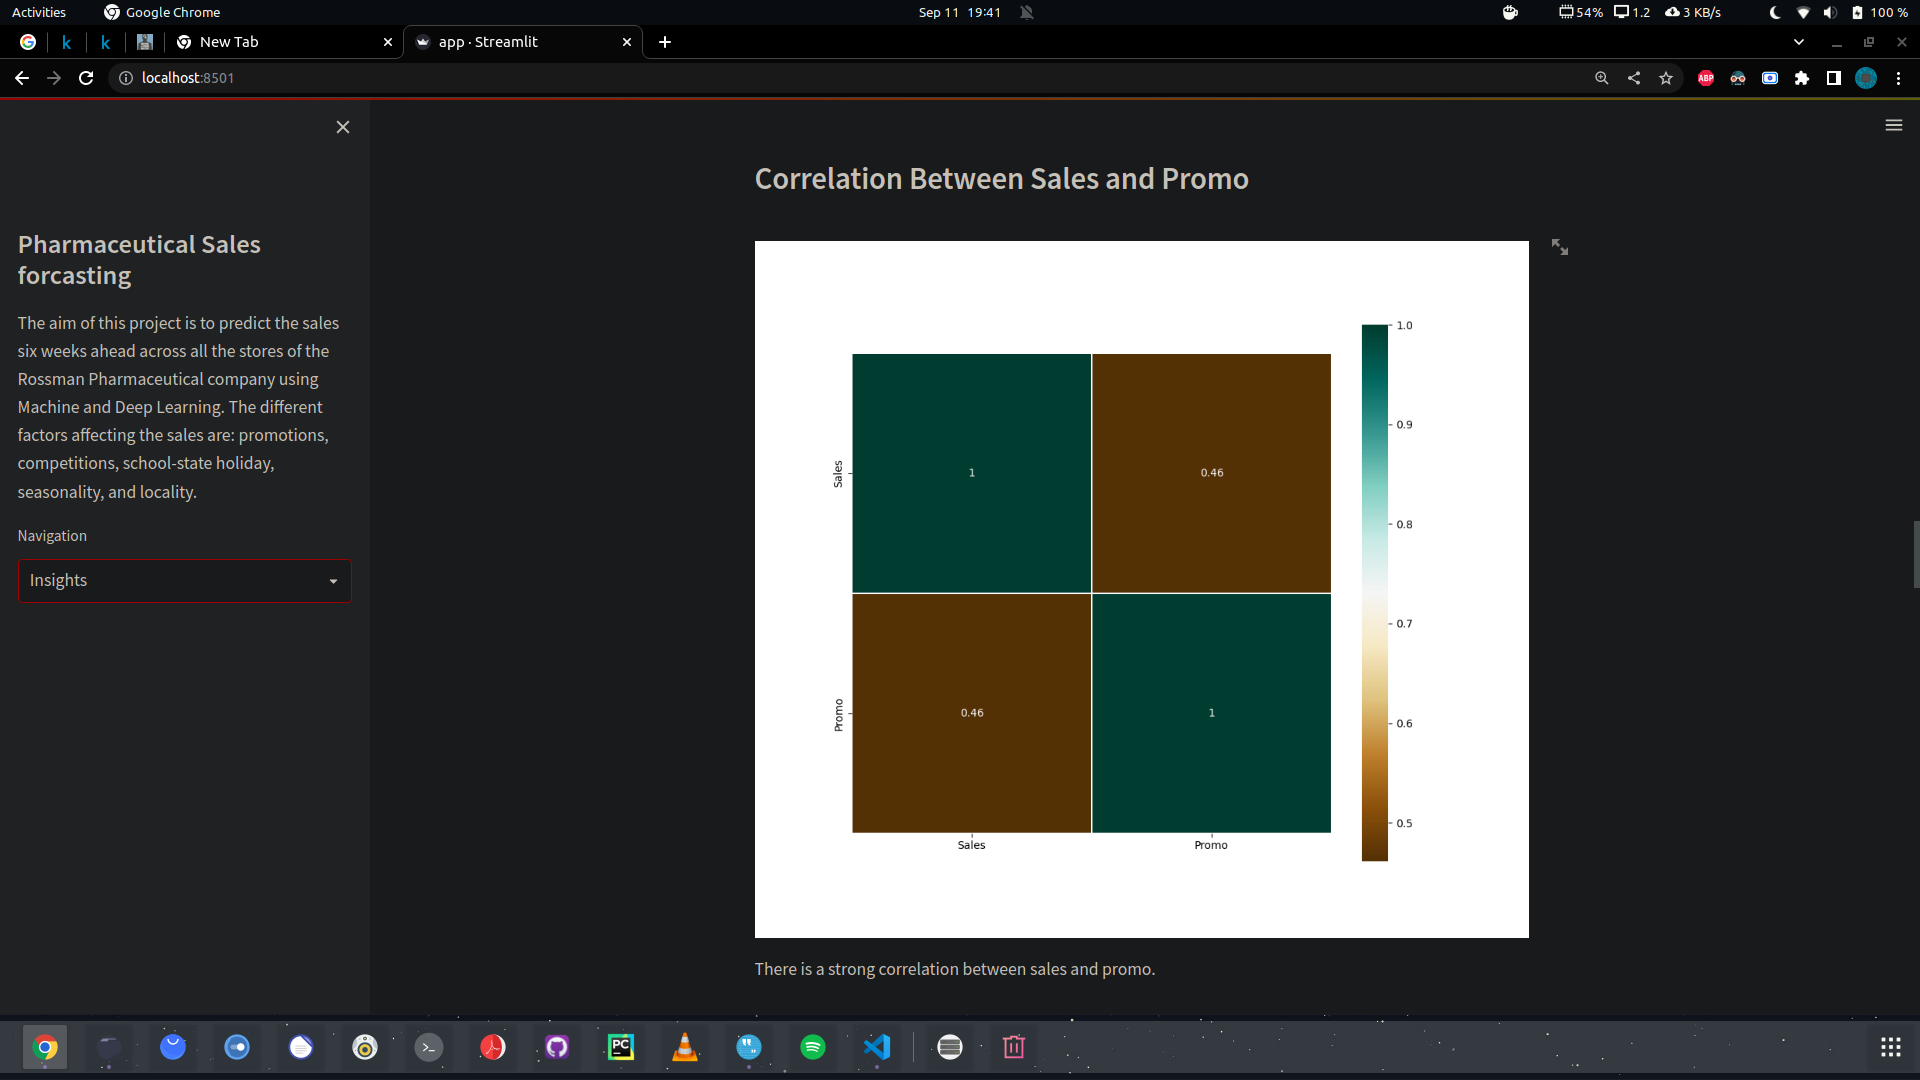 Activities
Google Chrome
Sep 11 19:41
54%
1.2
3 KB/s
100 %
k
k
New Tab
app · Streamlit
localhost:8501
ABP
Pharmaceutical Sales
forcasting
The aim of this project is to predict the sales
six weeks ahead across all the stores of the
Rossman Pharmaceutical company using
Machine and Deep Learning. The different
factors affecting the sales are: promotions,
competitions, school-state holiday,
seasonality, and locality.
Navigation
Insights
Correlation Between Sales and Promo
Sales
1
0.46
Promo
0.46
1
Sales
Promo
1.0
0.9
0.8
0.7
0.6
0.5
There is a strong correlation between sales and promo.
PC